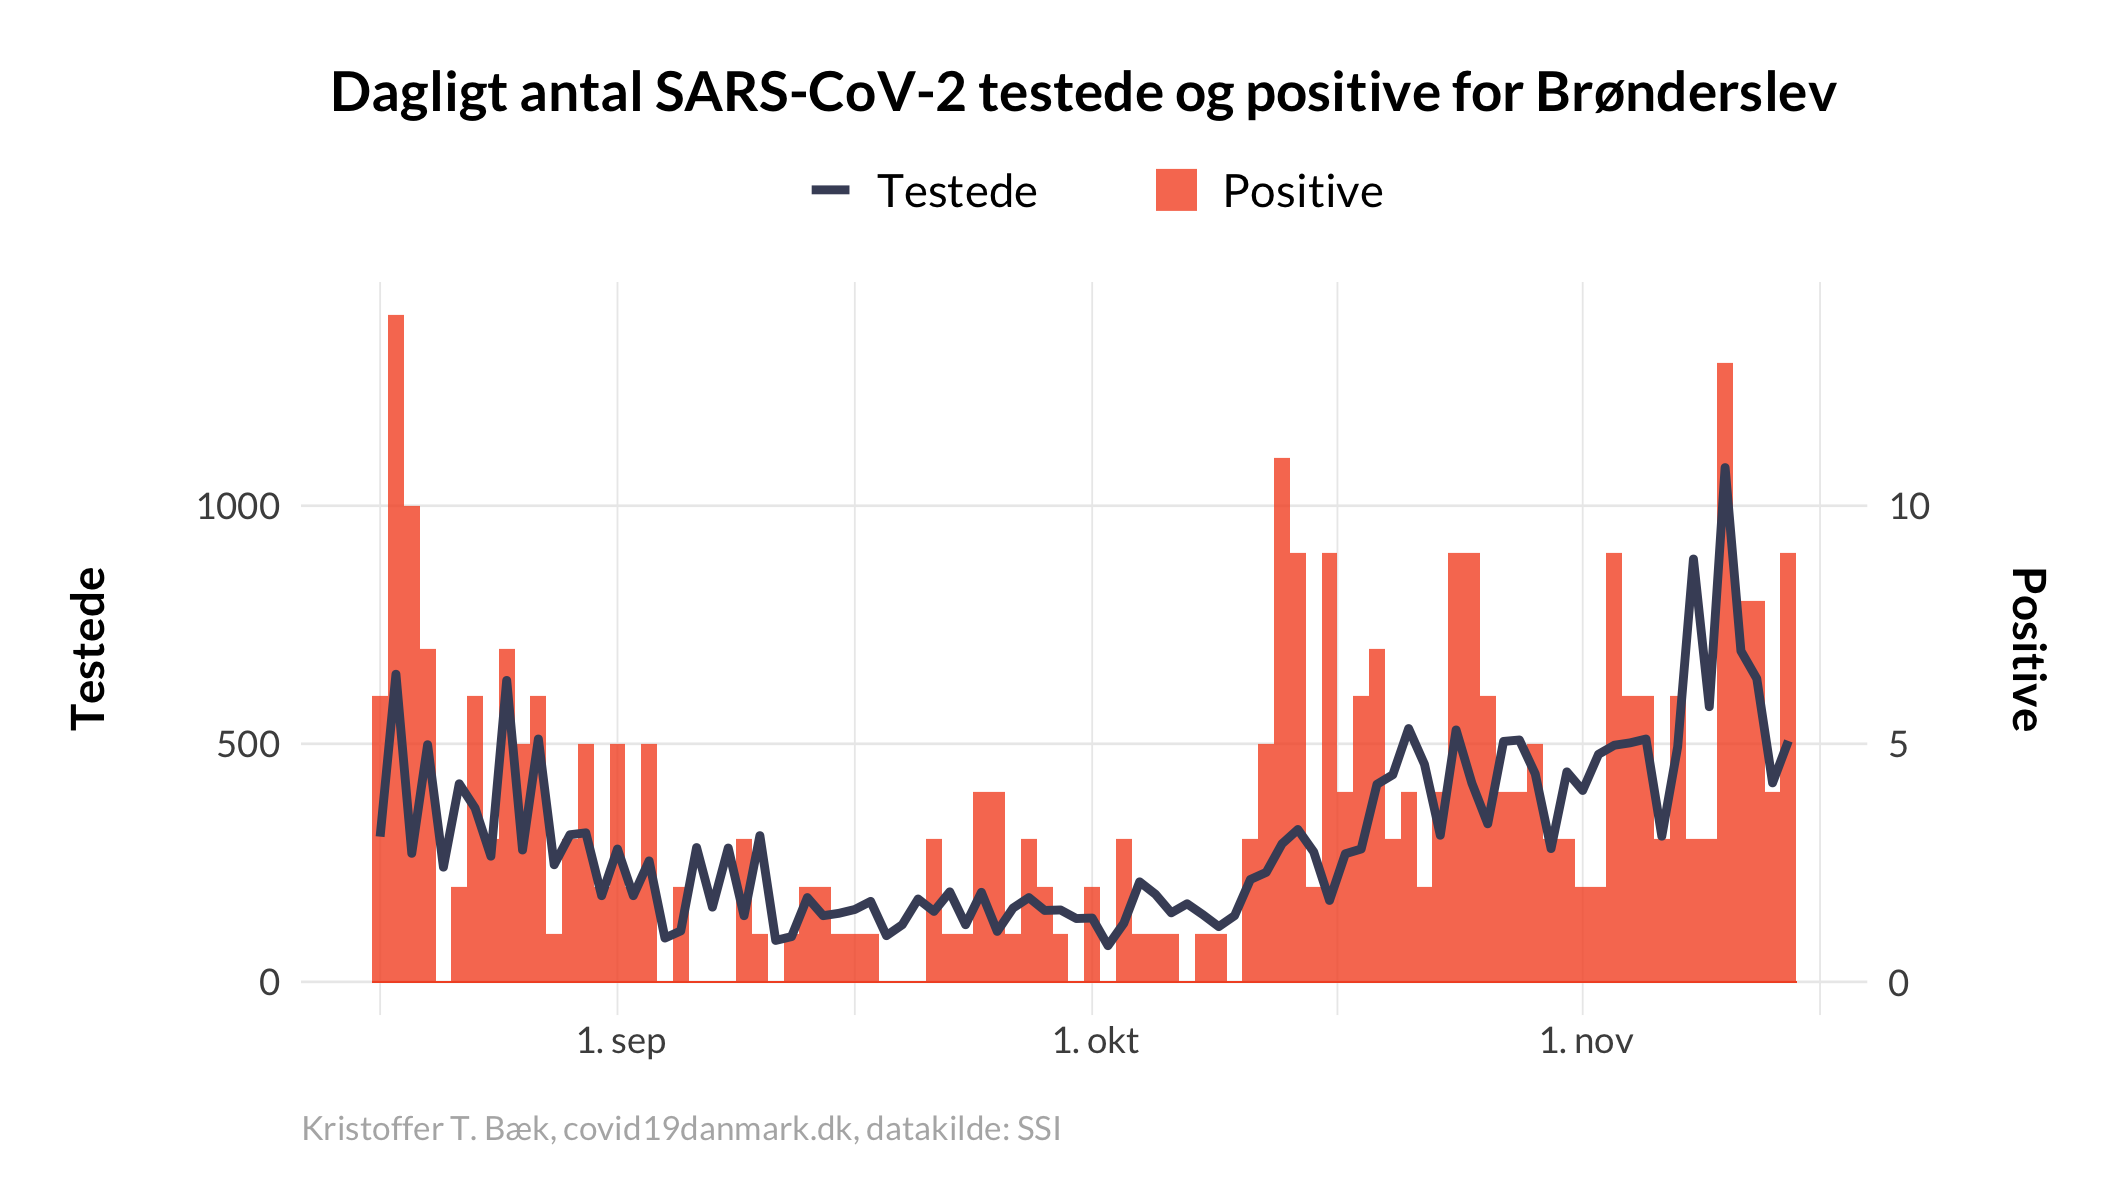 Dagligt antal SARS-CoV-2 testede og positive for Brønderslev
Testede Positive
Testede
1000
500
0
10
5
0
Positive
1. sep 1. okt 1. nov
Kristoffer T. Bæk, covid19danmark.dk, datakilde: SSI